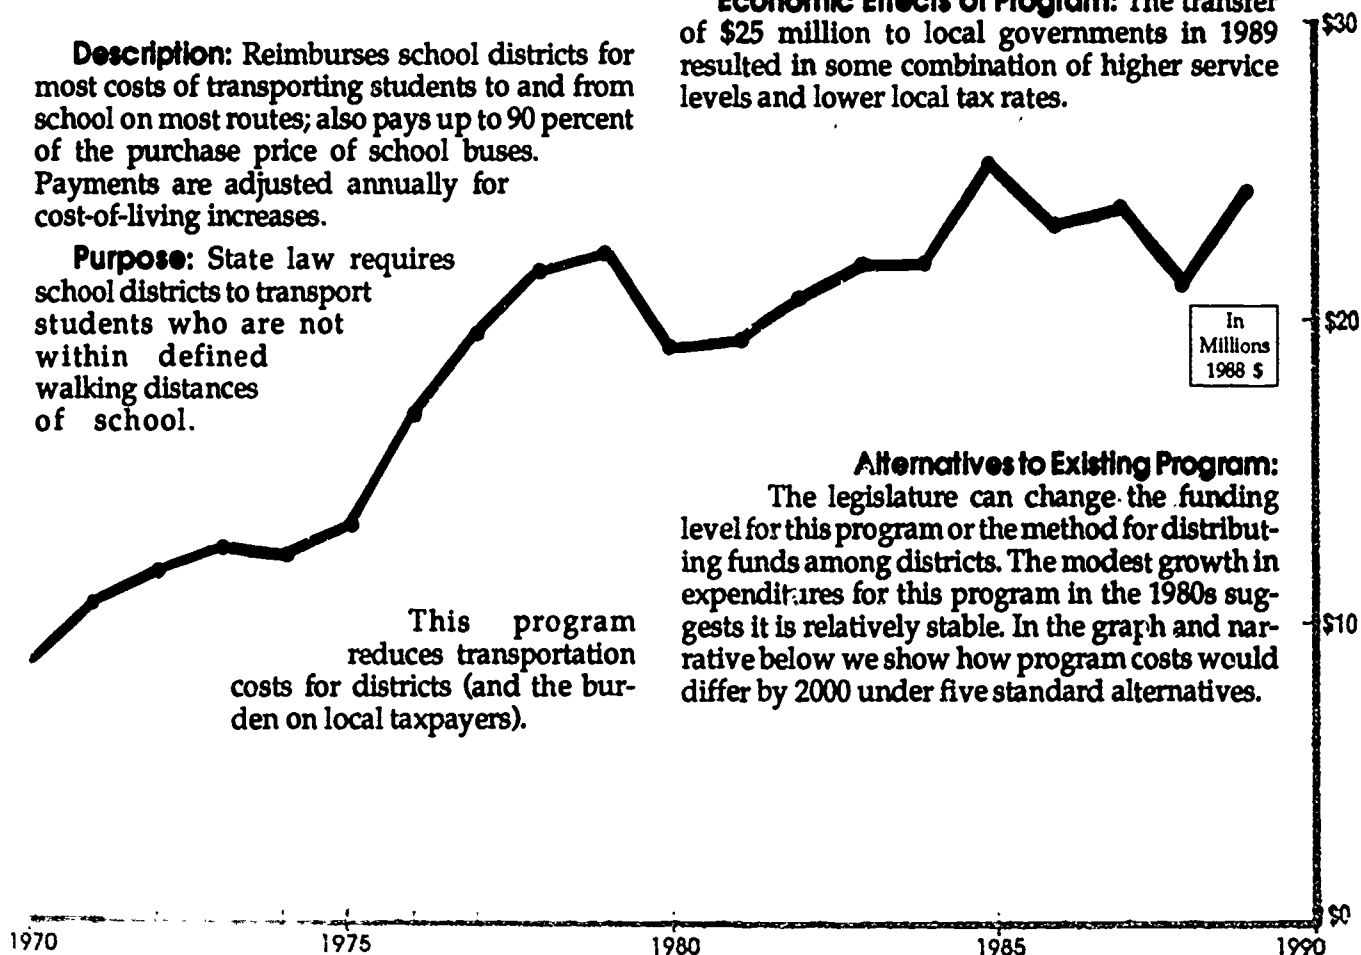 Description: Reimburses school districts for
most costs of transporting students to and from
school on most routes; also pays up to 90 percent
of the purchase price of school buses.
Payments are adjusted annually for
cost-of-living increases.
Purpose: State law requires
school districts to transport
students who are not
within defined
walking distances
of school.
This program
reduces transportation
costs for districts (and the bur-
den on local taxpayers).
Economic Effects of Program: The transfer
of $25 million to local governments in 1989
resulted in some combination of higher service
levels and lower local tax rates.
In
Millions
1988 $
Alternatives to Existing Program:
The legislature can change the funding
level for this program or the method for distribut-
ing funds among districts. The modest growth in
expenditures for this program in the 1980s sug-
gests it is relatively stable. In the graph and nar-
rative below we show how program costs would
differ by 2000 under five standard alternatives.
$30
$20
$10
$0
1970
1975
1980
1985
1990